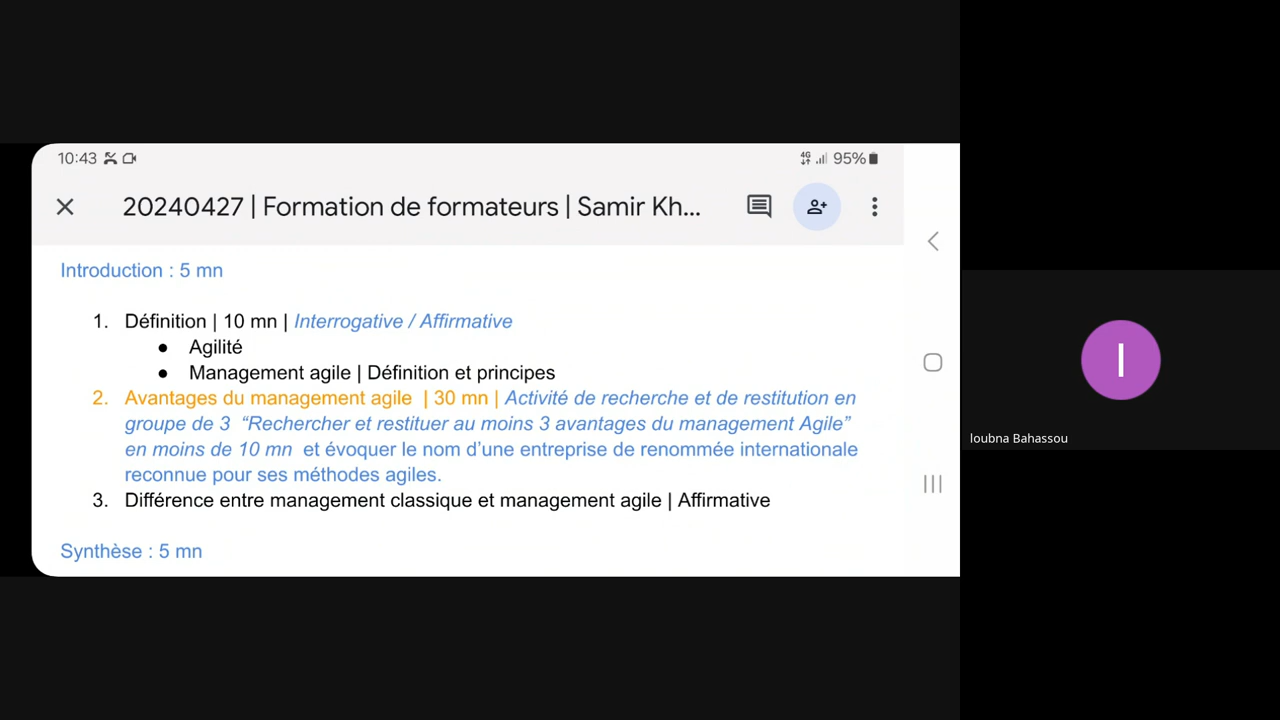 10:43
4G 95%
20240427 | Formation de formateurs | Samir Kh...
Introduction : 5 mn
1. Définition | 10 mn | Interrogative / Affirmative
● Agilité
● Management agile | Définition et principes
2. Avantages du management agile | 30 mn | Activité de recherche et de restitution en
groupe de 3 “Rechercher et restituer au moins 3 avantages du management Agile”
en moins de 10 mn et évoquer le nom d’une entreprise de renommée internationale
reconnue pour ses méthodes agiles.
3. Différence entre management classique et management agile | Affirmative
Synthèse : 5 mn
l
loubna Bahassou